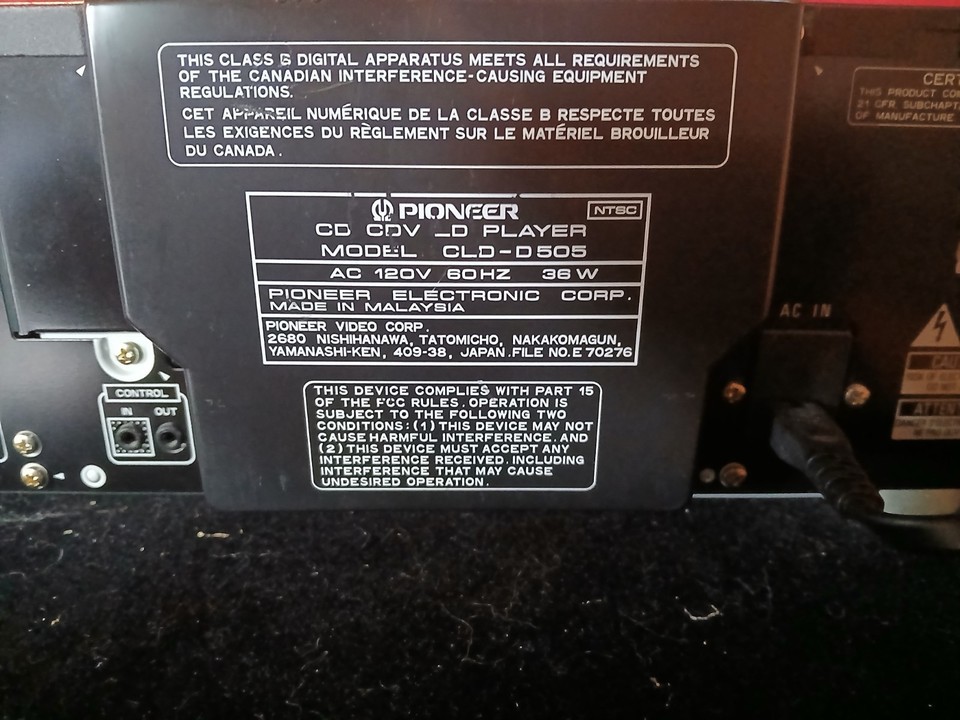 THIS CLASS B DIGITAL APPARATUS MEETS ALL REQUIREMENTS
OF THE CANADIAN INTERFERENCE-CAUSING EQUIPMENT
REGULATIONS.
CET APPAREIL NUMÉRIQUE DE LA CLASSE B RESPECTE TOUTES
LES EXIGENCES DU RÈGLEMENT SUR LE MATÉRIEL BROUILLEUR
DU CANADA.
PIONEER NTSC
CD CDV LD PLAYER
MODEL CLD-D505
AC 120V 60HZ 36W
PIONEER ELECTRONIC CORP.
MADE IN MALAYSIA
PIONEER VIDEO CORP.
2680 NISHIHANAWA, TATOMICHO, NAKAKOMAGUN,
YAMANASHI-KEN, 409-38, JAPAN.FILE NO.E70276
THIS DEVICE COMPLIES WITH PART 15
OF THE FCC RULES. OPERATION IS
SUBJECT TO THE FOLLOWING TWO
CONDITIONS:(1) THIS DEVICE MAY NOT
CAUSE HARMFUL INTERFERENCE, AND
(2) THIS DEVICE MUST ACCEPT ANY
INTERFERENCE RECEIVED, INCLUDING
INTERFERENCE THAT MAY CAUSE
UNDESIRED OPERATION.
CONTROL
IN OUT
AC IN
CERT
THIS PRODUCT CO
21 CFR SUBCHAPT
OF MANUFACTURE
CAU
ATTENT